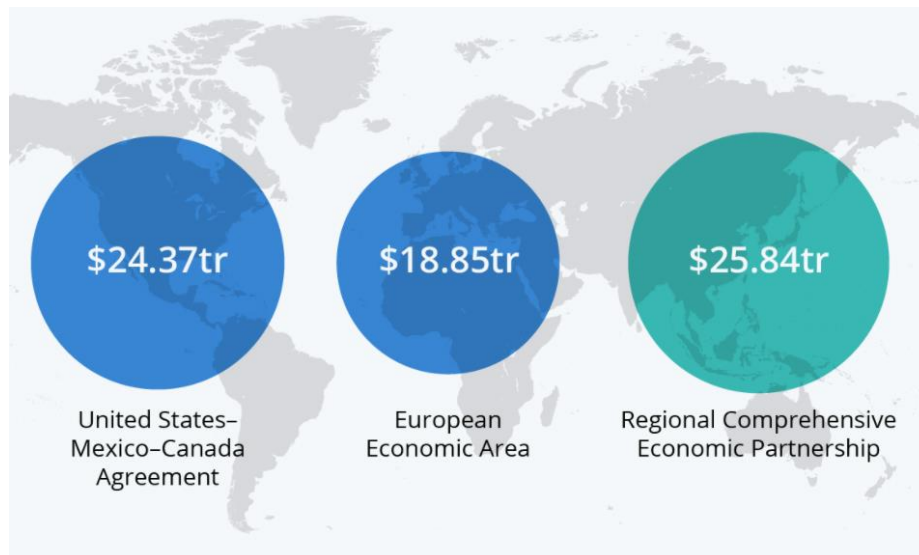 $24.37tr
$18.85tr
$25.84tr
United States–
Mexico–Canada
Agreement
European
Economic Area
Regional Comprehensive
Economic Partnership